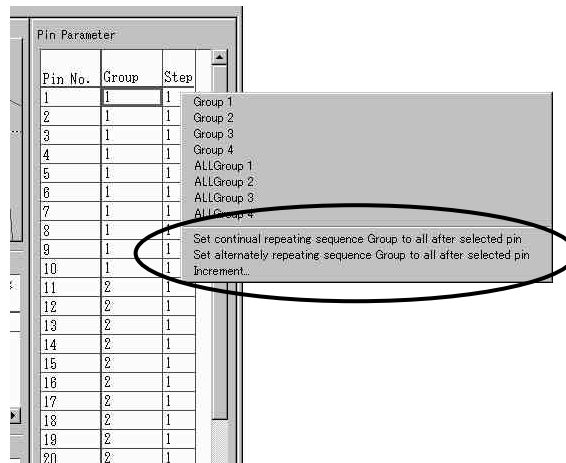 Pin Parameter
Pin No. Group Step
1 1 1
2 1 1
3 1 1
4 1 1
5 1 1
6 1 1
7 1 1
8 1 1
9 1 1
10 1 1
11 2 1
12 2 1
13 2 1
14 2 1
15 2 1
16 2 1
17 2 1
18 2 1
19 2 1
20 2 1
Group 1
Group 2
Group 3
Group 4
ALLGroup 1
ALLGroup 2
ALLGroup 3
ALLGroup 4
Set continual repeating sequence Group to all after selected pin
Set alternately repeating sequence Group to all after selected pin
Increment...